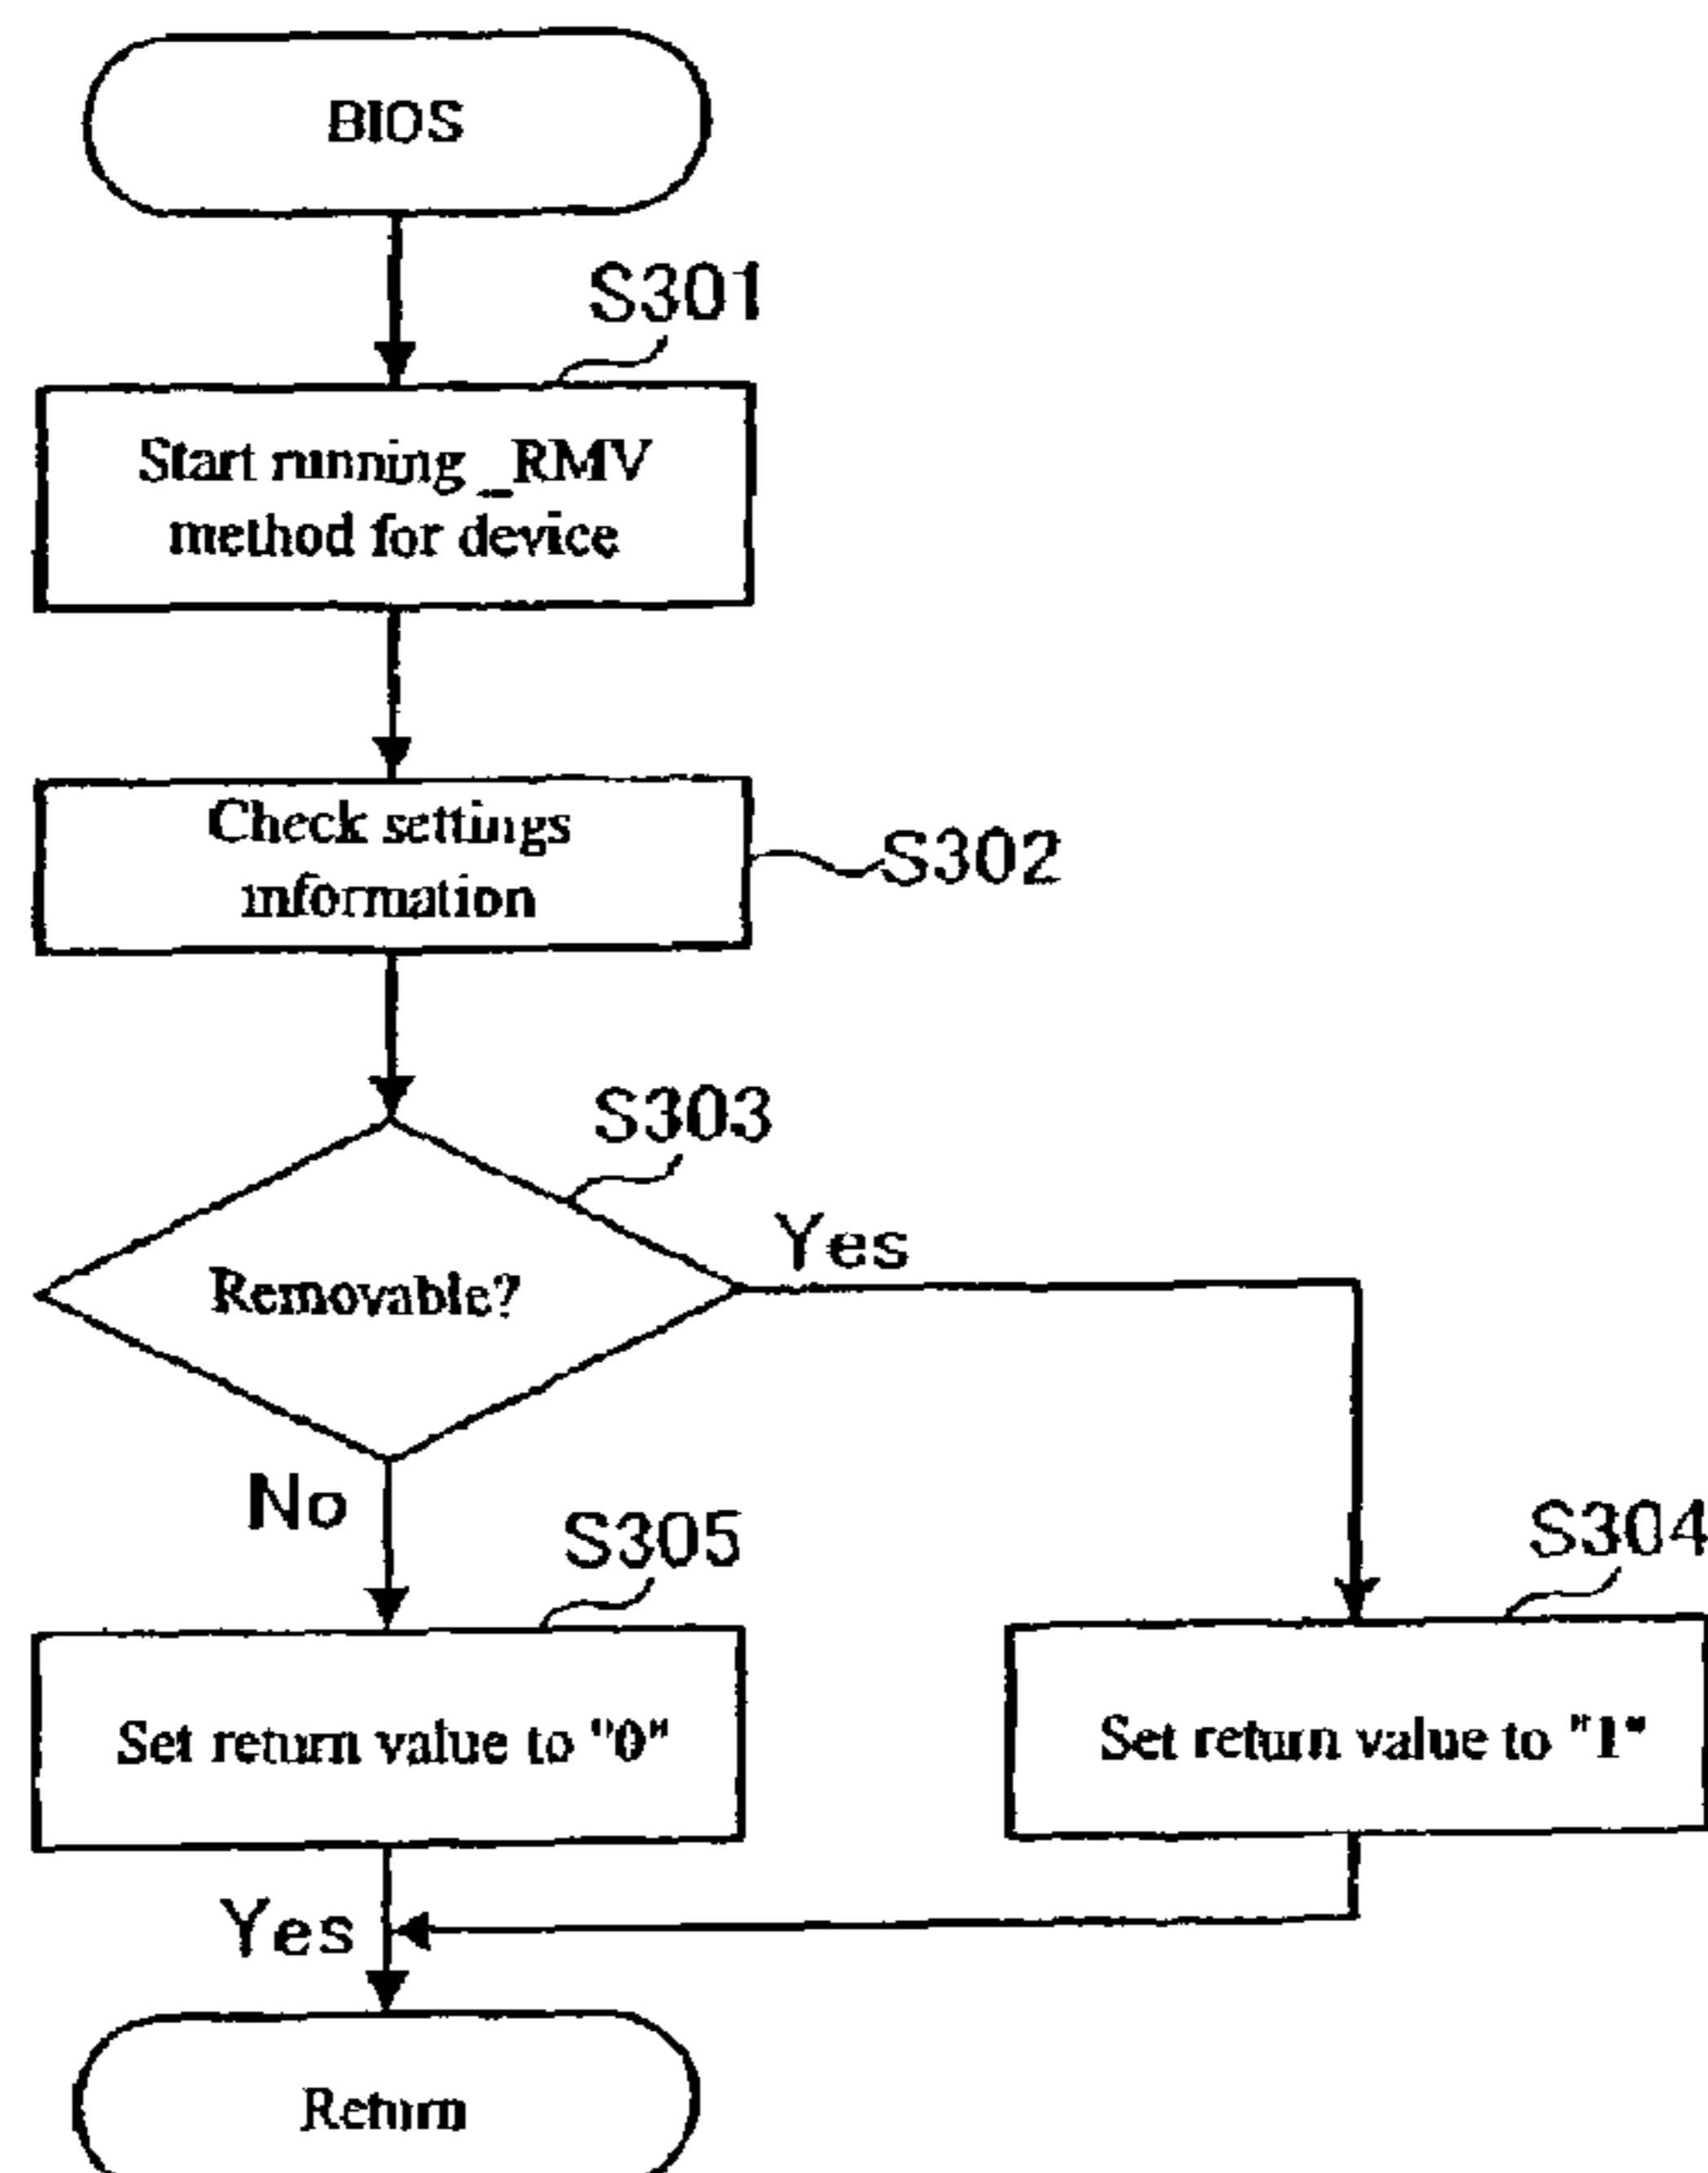 BIOS
S301
Start running _RMV
method for device
Check settings
information
S302
S303
Removable?
Yes
No
S305
S304
Set return value to "0"
Set return value to "1"
Yes
Return